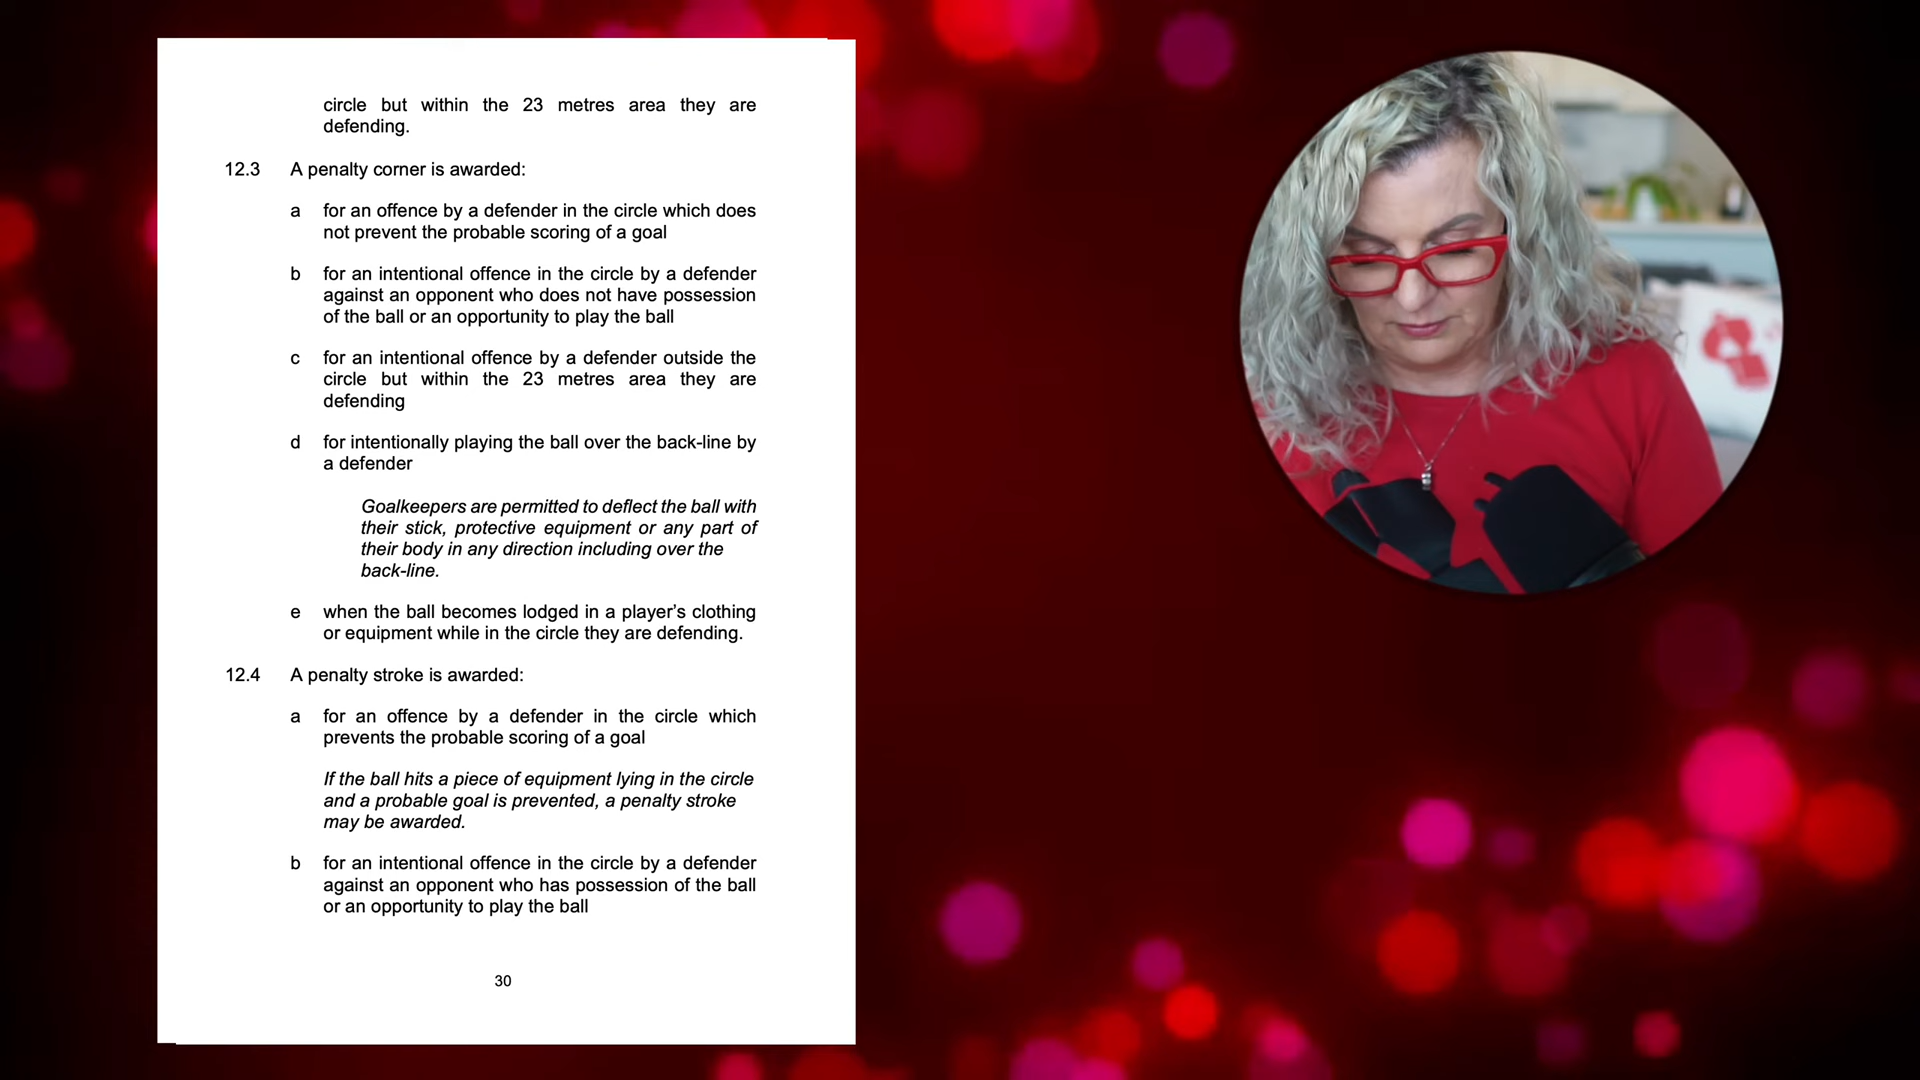 circle but within the 23 metres area they are
defending.
12.3 A penalty corner is awarded:
a for an offence by a defender in the circle which does
not prevent the probable scoring of a goal
b for an intentional offence in the circle by a defender
against an opponent who does not have possession
of the ball or an opportunity to play the ball
c for an intentional offence by a defender outside the
circle but within the 23 metres area they are
defending
d for intentionally playing the ball over the back-line by
a defender
Goalkeepers are permitted to deflect the ball with
their stick, protective equipment or any part of
their body in any direction including over the
back-line.
e when the ball becomes lodged in a player’s clothing
or equipment while in the circle they are defending.
12.4 A penalty stroke is awarded:
a for an offence by a defender in the circle which
prevents the probable scoring of a goal
If the ball hits a piece of equipment lying in the circle
and a probable goal is prevented, a penalty stroke
may be awarded.
b for an intentional offence in the circle by a defender
against an opponent who has possession of the ball
or an opportunity to play the ball
30